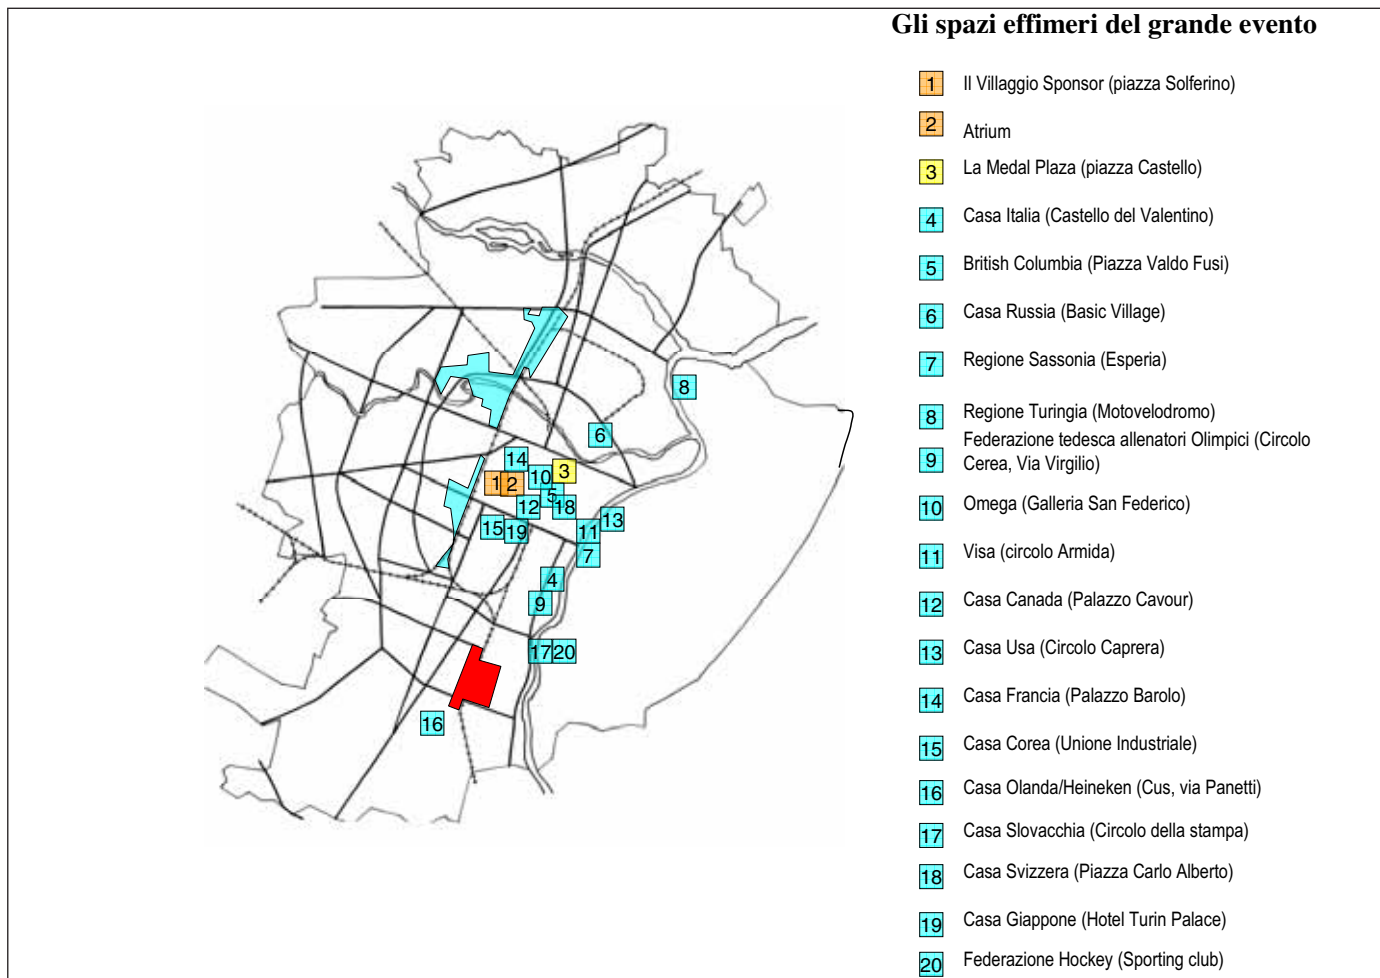 Gli spazi effimeri del grande evento
1 Il Villaggio Sponsor (piazza Solferino)
2 Atrium
3 La Medal Plaza (piazza Castello)
4 Casa Italia (Castello del Valentino)
5 British Columbia (Piazza Valdo Fusi)
6 Casa Russia (Basic Village)
7 Regione Sassonia (Esperia)
8 Regione Turingia (Motovelodromo)
9 Federazione tedesca allenatori Olimpici (Circolo
Cerea, Via Virgilio)
10 Omega (Galleria San Federico)
11 Visa (circolo Armida)
12 Casa Canada (Palazzo Cavour)
13 Casa Usa (Circolo Caprera)
14 Casa Francia (Palazzo Barolo)
15 Casa Corea (Unione Industriale)
16 Casa Olanda/Heineken (Cus, via Panetti)
17 Casa Slovacchia (Circolo della stampa)
18 Casa Svizzera (Piazza Carlo Alberto)
19 Casa Giappone (Hotel Turin Palace)
20 Federazione Hockey (Sporting club)
8
6
14
3
10
1 2
5
12 18
13
15 19 11
7
4
9
17 20
16